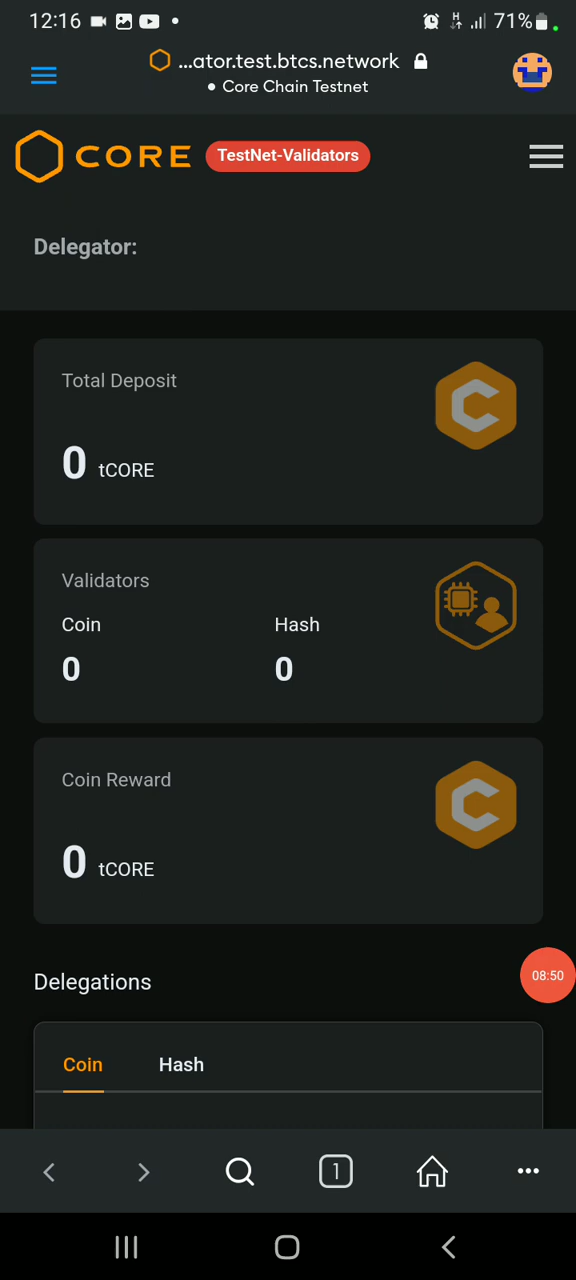 12:16 71%
...ator.test.btcs.network
Core Chain Testnet
CORE TestNet-Validators
Delegator:
Total Deposit
0 tCORE
Validators
Coin Hash
0 0
Coin Reward
0 tCORE
Delegations
08:50
Coin Hash
1